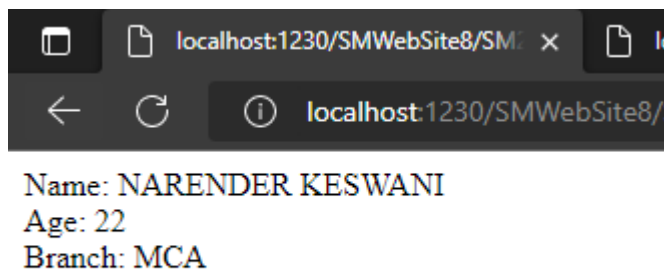 localhost:1230/SMWebSite8/SM
localhost:1230/SMWebSite8/
Name: NARENDER KESWANI
Age: 22
Branch: MCA